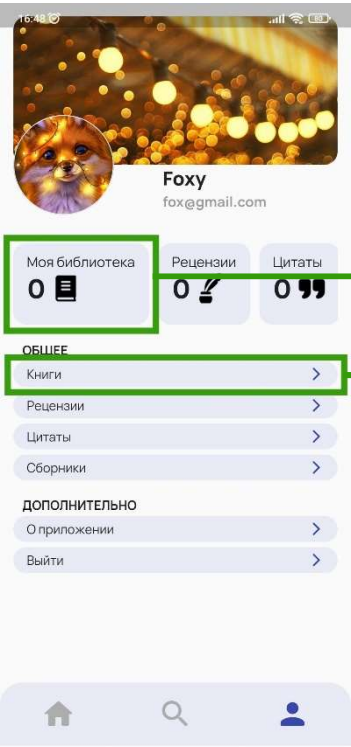 16:48
Foxy
fox@gmail.com
Моя библиотека
0
Рецензии
0
Цитаты
0
ОБЩЕЕ
Книги
Рецензии
Цитаты
Сборники
ДОПОЛНИТЕЛЬНО
О приложении
Выйти